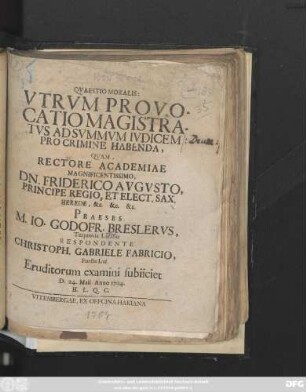 QVAESTIO MORALIS:
VTRVM PROVO-
CATIO MAGISTRA-
TVS AD SVMMVM IVDICEM
PRO CRIMINE HABENDA,
QVAM,
RECTORE ACADEMIAE
MAGNIFICENTISSIMO,
DN. FRIDERICO AVGVSTO,
PRINCIPE REGIO, ET ELECT. SAX.
HEREDE, &c. &c. &c.
PRAESES
M. IO- GODOFR. BRESLERVS,
RESPONDENTE
CHRISTOPH. GABRIELE FABRICIO,
Eruditorum examini subiiciet
D. 24. Maii Anno 1704.
H. L. Q. C.
VITEMBERGAE, EX OFFICINA HAKIANA